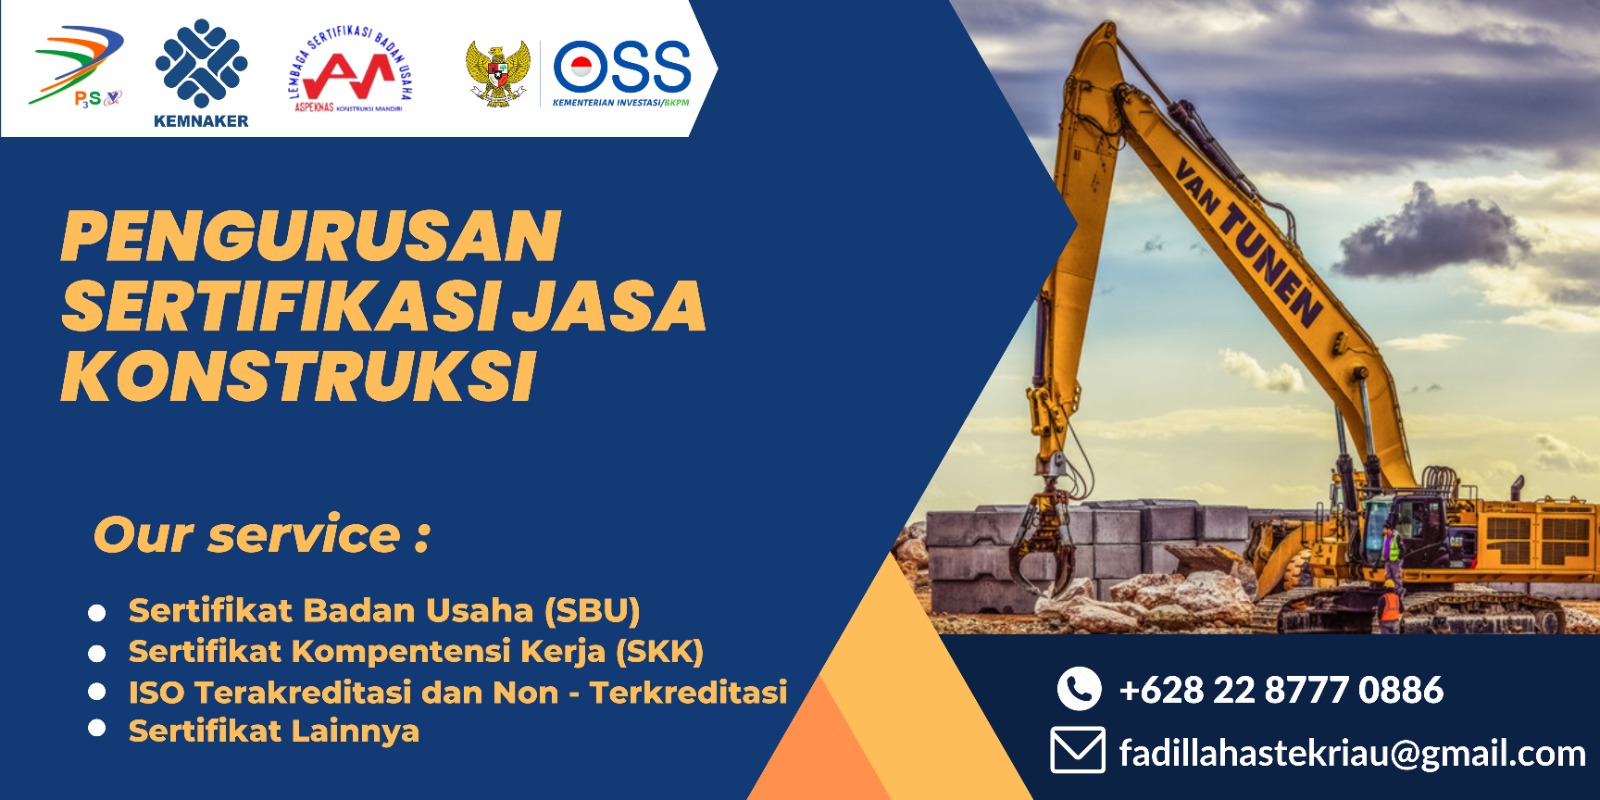 P3S
KEMNAKER
LEMBAGA SERTIFIKASI BADAN USAHA
ASPEKNAS KONSTRUKSI MANDIRI
OSS
KEMENTERIAN INVESTASI/BKPM
PENGURUSAN
SERTIFIKASI JASA
KONSTRUKSI
Our service :
Sertifikat Badan Usaha (SBU)
Sertifikat Kompentensi Kerja (SKK)
ISO Terakreditasi dan Non - Terkreditasi
Sertifikat Lainnya
VAN TUNEN
CAT
+628 22 8777 0886
fadillahastekriau@gmail.com